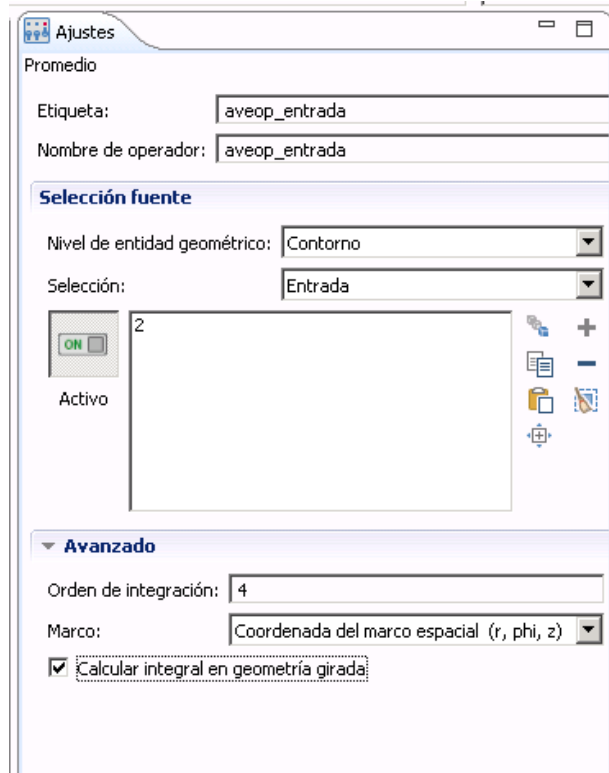 Ajustes
Promedio
Etiqueta: aveop_entrada
Nombre de operador: aveop_entrada
Selección fuente
Nivel de entidad geométrico: Contorno
Selección: Entrada
2
ON
Activo
Avanzado
Orden de integración: 4
Marco: Coordenada del marco espacial (r, phi, z)
Calcular integral en geometría girada